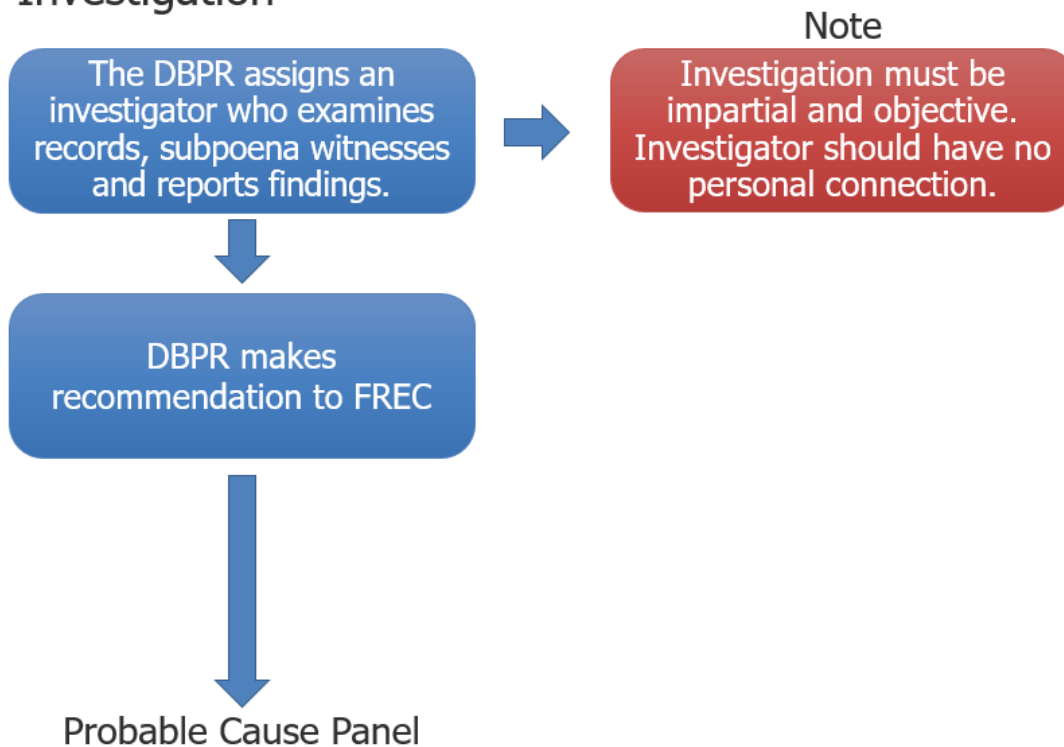 Investigation
Note
The DBPR assigns an
investigator who examines
records, subpoena witnesses
and reports findings.
Investigation must be
impartial and objective.
Investigator should have no
personal connection.
DBPR makes
recommendation to FREC
Probable Cause Panel